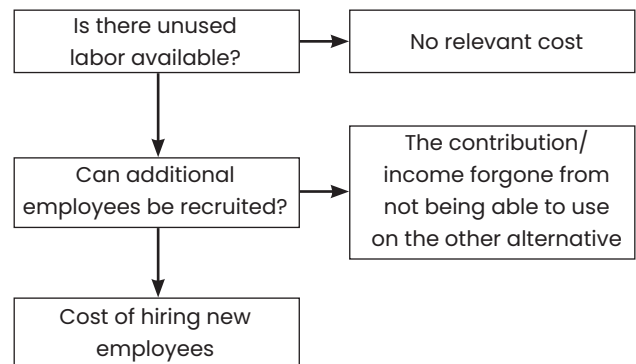 Is there unused
labor available?
No relevant cost
Can additional
employees be recruited?
The contribution/
income forgone from
not being able to use
on the other alternative
Cost of hiring new
employees